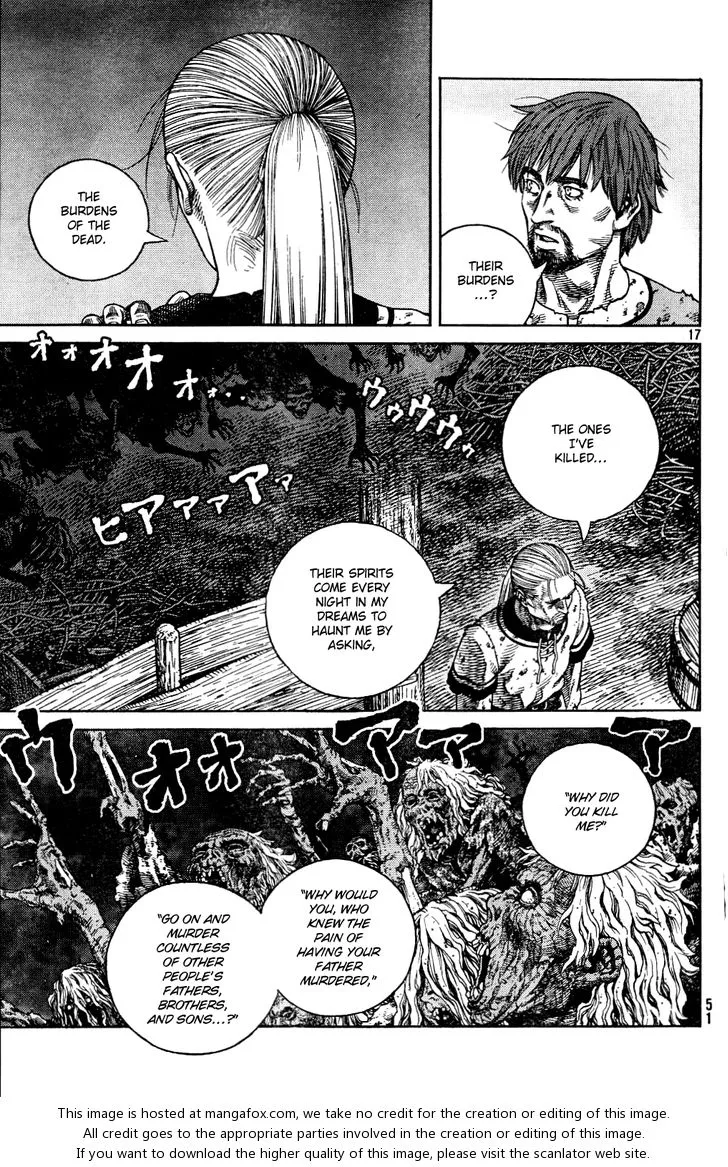 THE
BURDENS
OF THE
DEAD.
THEIR
BURDENS
...?
17
オォオオォオォ...
ウゥウウゥゥ
THE ONES
I'VE
KILLED...
ヒアァァアァ
THEIR SPIRITS
COME EVERY
NIGHT IN MY
DREAMS TO
HAUNT ME BY
ASKING,
ウォオォオ
アアァア
"WHY DID
YOU KILL
ME?"
"WHY WOULD
YOU, WHO
KNEW THE
PAIN OF
HAVING YOUR
FATHER
MURDERED,"
"GO ON AND
MURDER
COUNTLESS
OF OTHER
PEOPLE'S
FATHERS,
BROTHERS,
AND SONS...?"
51
This image is hosted at mangafox.com, we take no credit for the creation or editing of this image.
All credit goes to the appropriate parties involved in the creation or editing of this image.
If you want to download the higher quality of this image, please visit the scanlator web site.